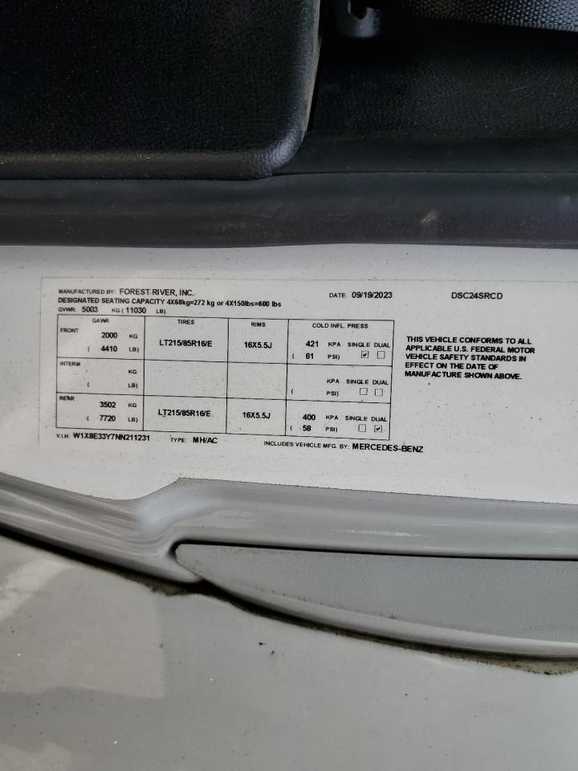 MANUFACTURED BY: FOREST RIVER, INC. DATE: 09/19/2023 DSC24SRCD
DESIGNATED SEATING CAPACITY 4X68kg=272 kg or 4X150lbs=600 lbs
GVWR: 5003 KG ( 11030 LB)
GAWR TIRES RIMS COLD INFL. PRESS
FRONT 2000 KG LT215/85R16/E 16X5.5J 421 KPA SINGLE DUAL
( 4410 LB) ( 61 PSI)
INTERIM KG KPA SINGLE DUAL
( LB) ( PSI)
REAR 3502 KG LT215/85R16/E 16X5.5J 400 KPA SINGLE DUAL
( 7720 LB) ( 58 PSI)
THIS VEHICLE CONFORMS TO ALL
APPLICABLE U.S. FEDERAL MOTOR
VEHICLE SAFETY STANDARDS IN
EFFECT ON THE DATE OF
MANUFACTURE SHOWN ABOVE.
V.I.N: W1X8E33Y7NN211231 TYPE: MH/AC INCLUDES VEHICLE MFG. BY: MERCEDES-BENZ